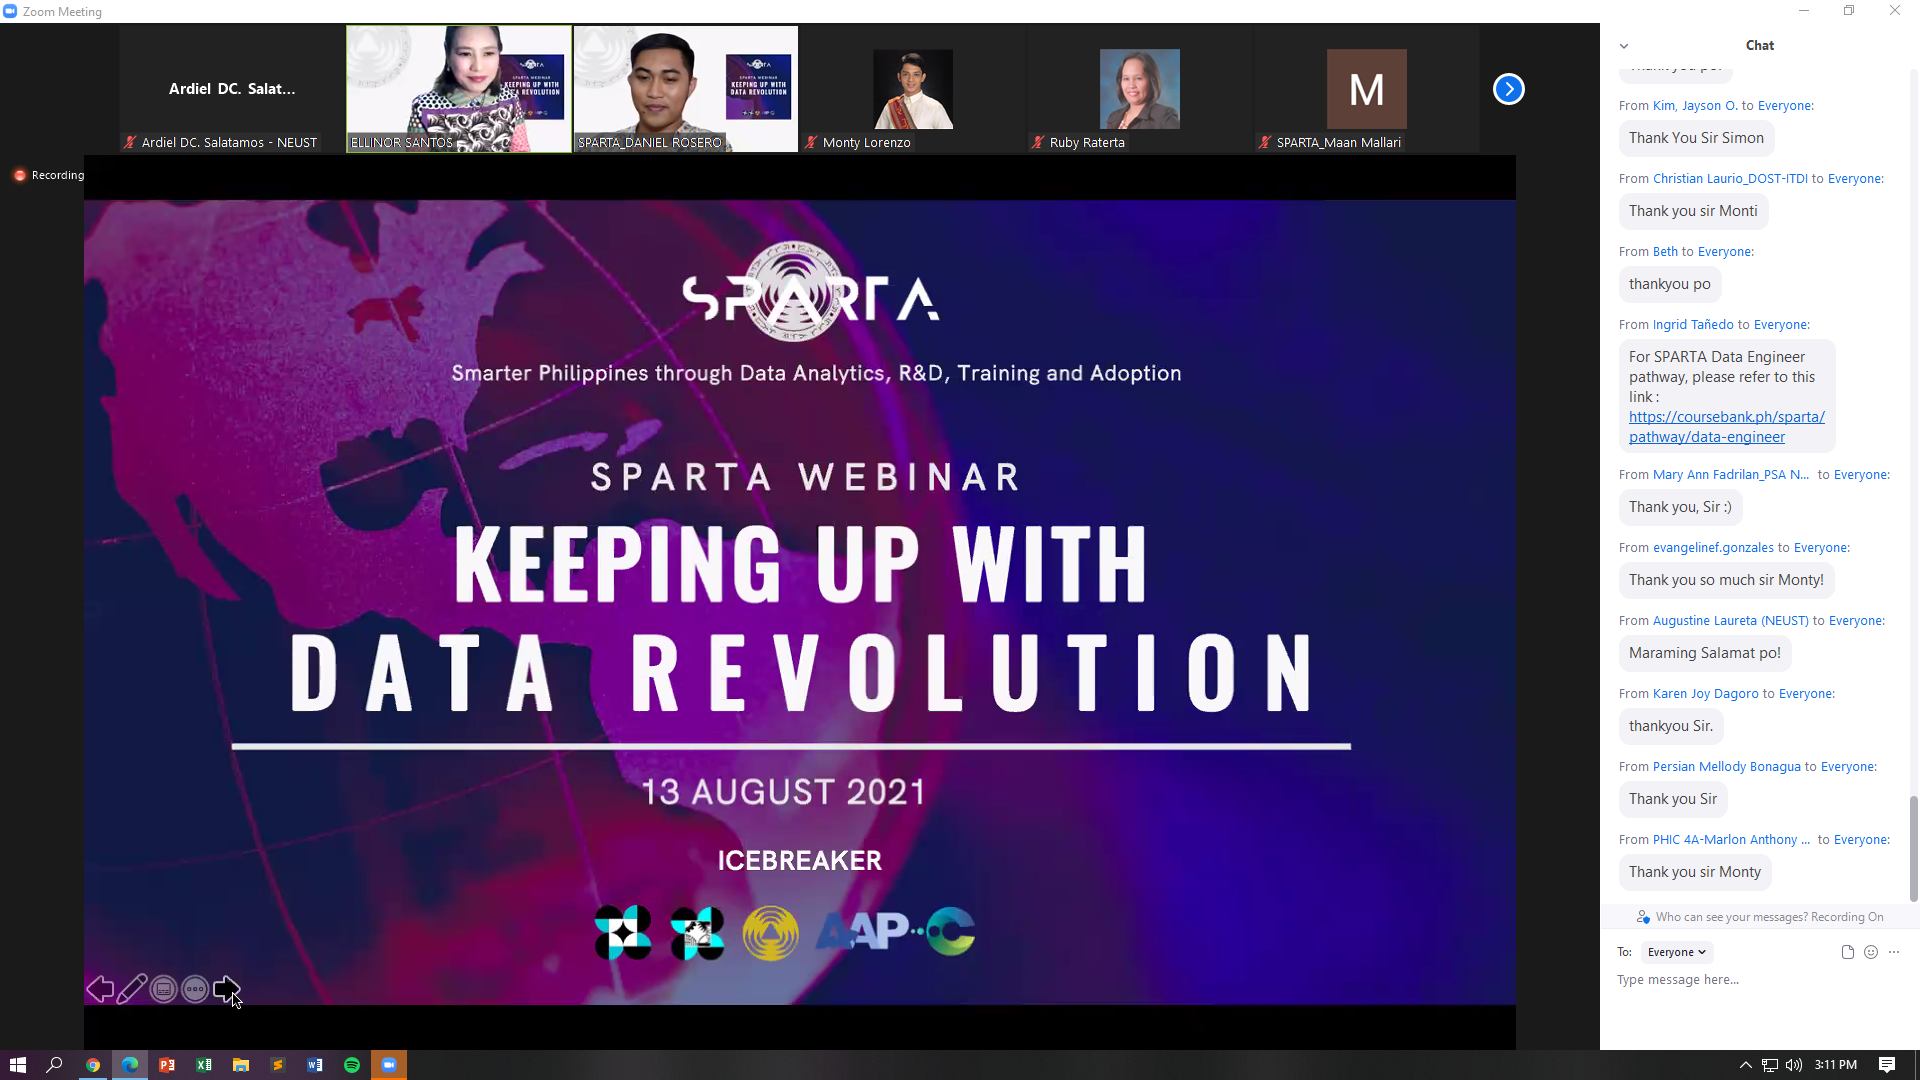 Zoom Meeting
Ardiel DC. Salat...
Ardiel DC. Salatamos - NEUST
ELLINOR SANTOS
SPARTA_DANIEL ROSERO
Monty Lorenzo
Ruby Raterta
M
SPARTA_Maan Mallari
SPARTA WEBINAR
KEEPING UP WITH
DATA REVOLUTION
Recording
SPARTA
Smarter Philippines through Data Analytics, R&D, Training and Adoption
SPARTA WEBINAR
KEEPING UP WITH
DATA REVOLUTION
13 AUGUST 2021
ICEBREAKER
AAP
Chat
From Kim, Jayson O. to Everyone:
Thank You Sir Simon
From Christian Laurio_DOST-ITDI to Everyone:
Thank you sir Monti
From Beth to Everyone:
thankyou po
From Ingrid Tañedo to Everyone:
For SPARTA Data Engineer
pathway, please refer to this
link :
https://coursebank.ph/sparta/
pathway/data-engineer
From Mary Ann Fadrilan_PSA N... to Everyone:
Thank you, Sir :)
From evangelinef.gonzales to Everyone:
Thank you so much sir Monty!
From Augustine Laureta (NEUST) to Everyone:
Maraming Salamat po!
From Karen Joy Dagoro to Everyone:
thankyou Sir.
From Persian Mellody Bonagua to Everyone:
Thank you Sir
From PHIC 4A-Marlon Anthony ... to Everyone:
Thank you sir Monty
Who can see your messages? Recording On
To: Everyone
Type message here...
3:11 PM